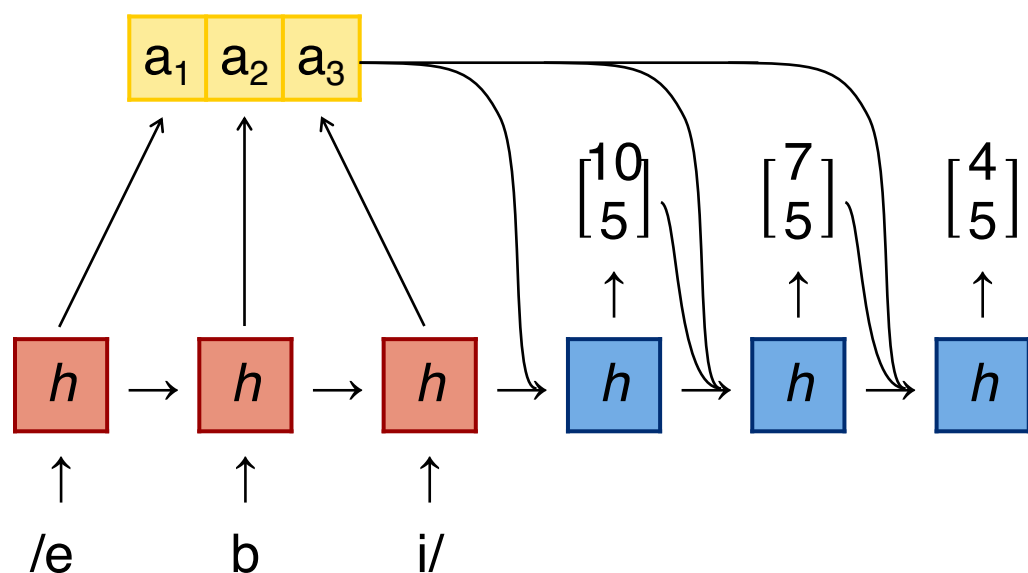 a₁ a₂ a₃
[10 5] [7 5] [4 5]
h h h h h h
/e b i/